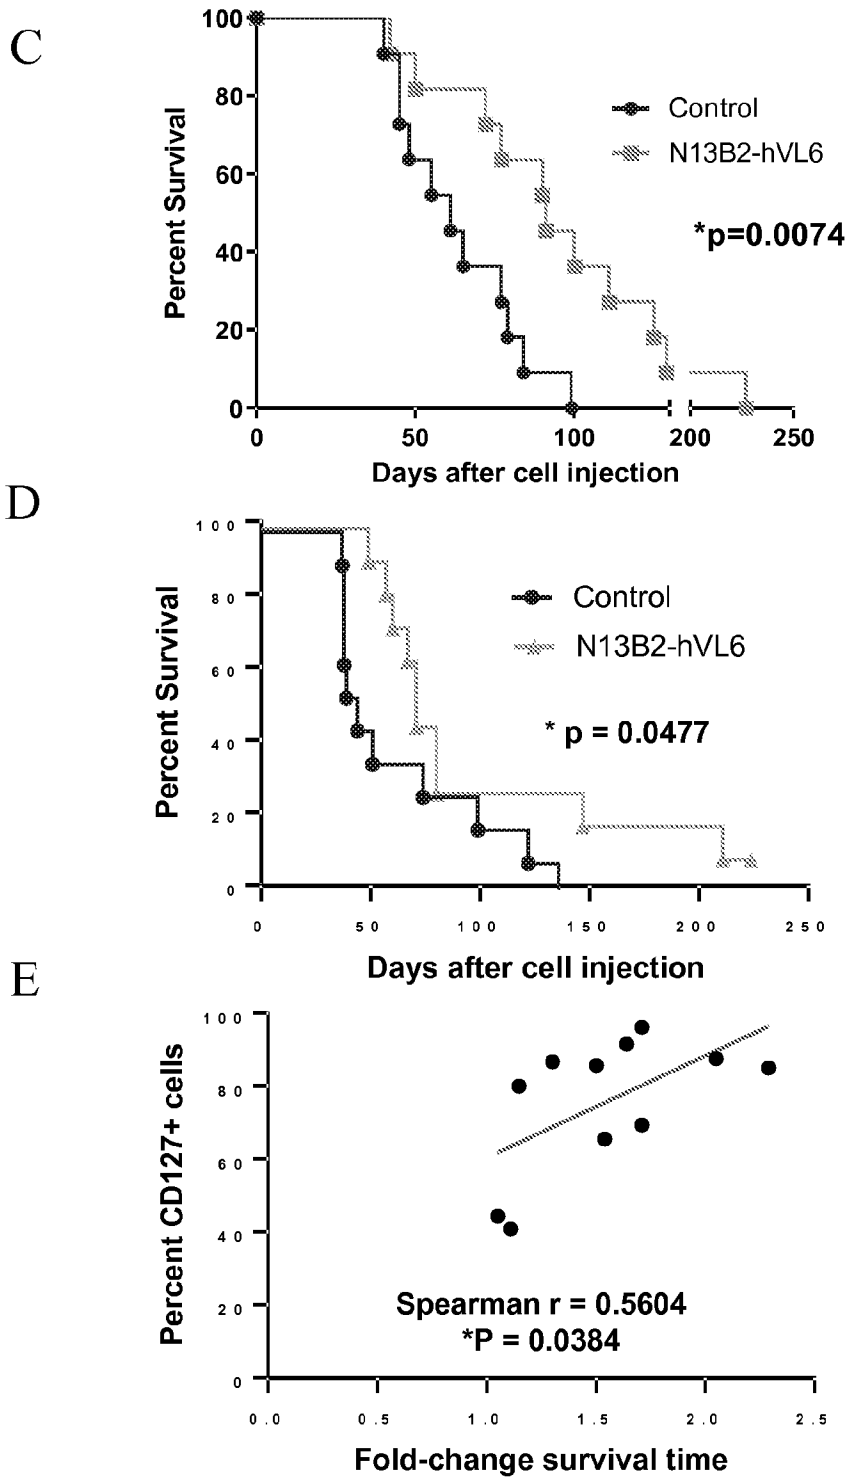 C
100
80
60
40
20
0
Percent Survival
Control
N13B2-hVL6
*p=0.0074
0 50 100 200 250
Days after cell injection
D
100
80
60
40
20
0
Percent Survival
Control
N13B2-hVL6
* p = 0.0477
0 50 100 150 200 250
Days after cell injection
E
100
80
60
40
20
0
Percent CD127+ cells
Spearman r = 0.5604
*P = 0.0384
0.0 0.5 1.0 1.5 2.0 2.5
Fold-change survival time